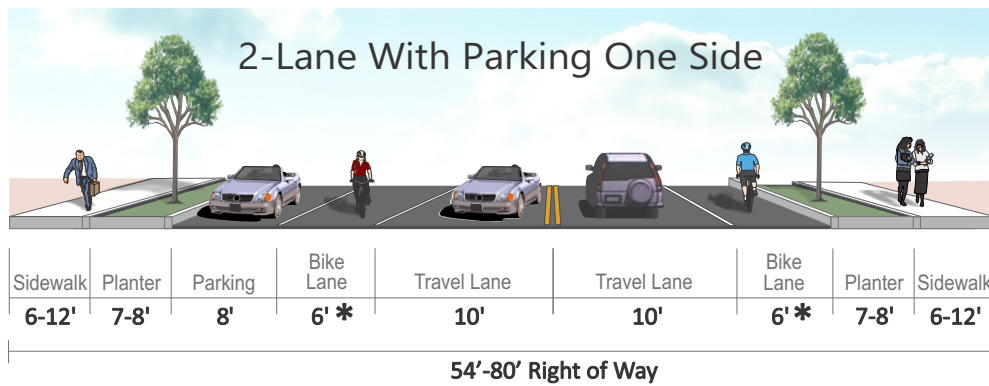 2-Lane With Parking One Side
Sidewalk Planter Parking Bike Lane Travel Lane Travel Lane Bike Lane Planter Sidewalk
6-12' 7-8' 8' 6' * 10' 10' 6' * 7-8' 6-12'
54’-80’ Right of Way